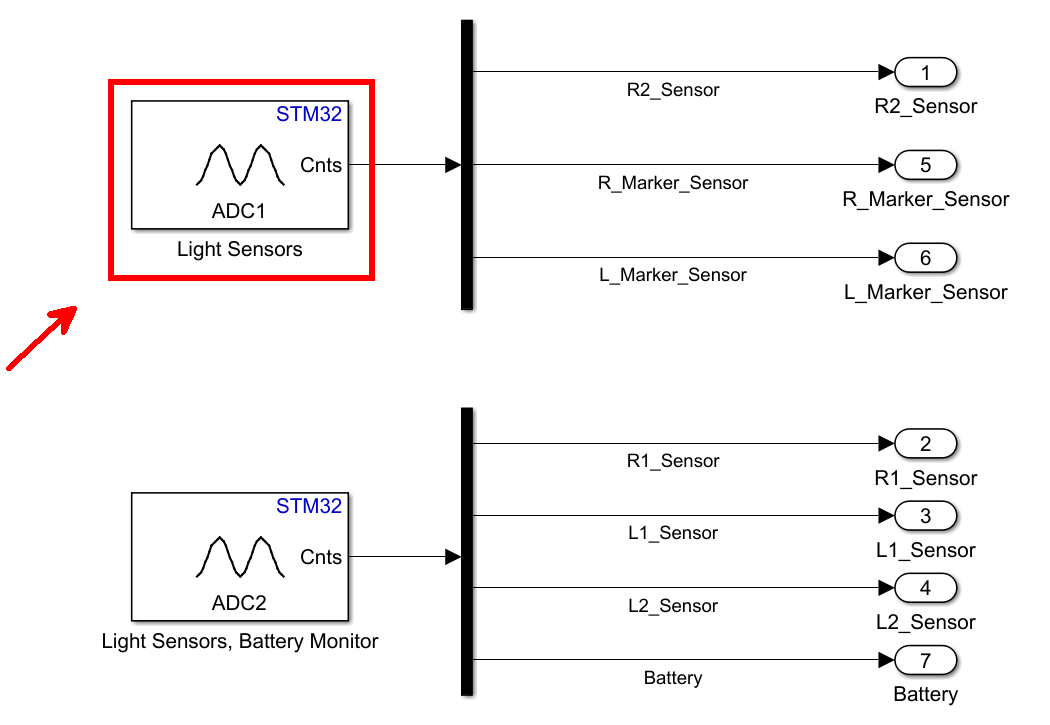 STM32
Cnts
ADC1
Light Sensors
R2_Sensor
1
R2_Sensor
R_Marker_Sensor
5
R_Marker_Sensor
L_Marker_Sensor
6
L_Marker_Sensor
STM32
Cnts
ADC2
Light Sensors, Battery Monitor
R1_Sensor
2
R1_Sensor
L1_Sensor
3
L1_Sensor
L2_Sensor
4
L2_Sensor
Battery
7
Battery